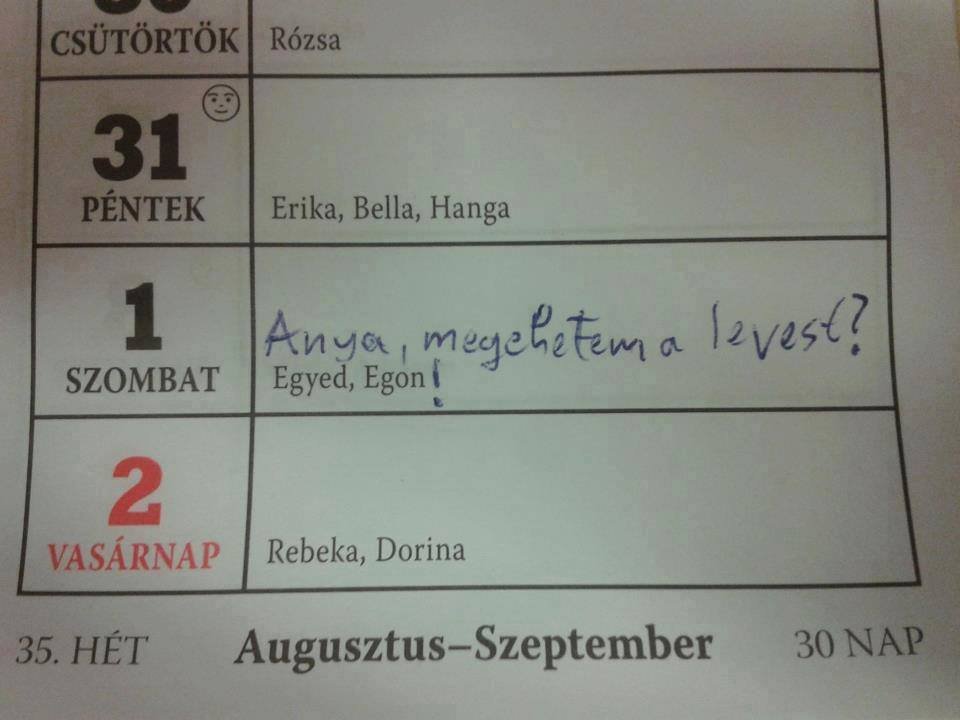 CSÜTÖRTÖK Rózsa
31
PÉNTEK Erika, Bella, Hanga
1 Anya, megehetem a levest?
SZOMBAT Egyed, Egon!
2
VASÁRNAP Rebeka, Dorina
35. HÉT Augusztus–Szeptember 30 NAP